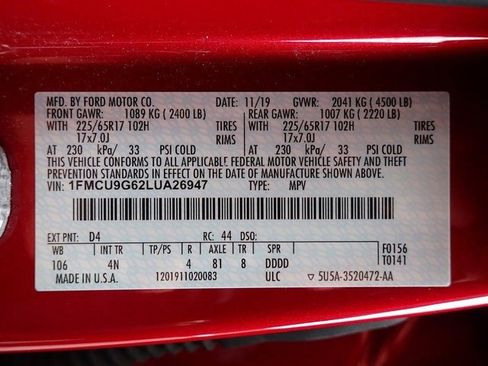 MFD. BY FORD MOTOR CO. 11/19 GVWR: 2041 KG ( 4500 LB)
FRONT GAWR: 1089 KG ( 2400 LB) REAR GAWR: 1007 KG ( 2220 LB)
WITH 225/65R17 102H TIRES WITH 225/65R17 102H TIRES
17x7.0J RIMS 17x7.0J RIMS
AT 230 kPa/ 33 PSI COLD AT 230 kPa/ 33 PSI COLD
THIS VEHICLE CONFORMS TO ALL APPLICABLE FEDERAL MOTOR VEHICLE SAFETY AND THEFT
PREVENTION STANDARDS IN EFFECT ON THE DATE OF MANUFACTURE SHOWN ABOVE.
VIN: 1FMCU9G62LUA26947 TYPE: MPV
EXT PNT: D4 RC: 44 DSO:
WB INT TR TP/PS R AXLE TR SPR F0156
106 4N 4 81 8 DDDD T0141
MADE IN U.S.A. 1201911020083 ULC ▽ 5U5A-3520472-AA